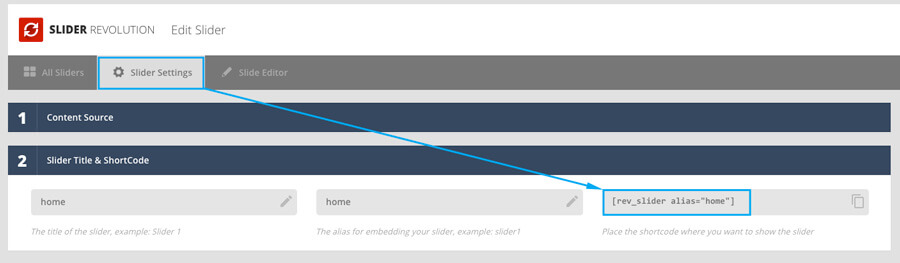 SLIDER REVOLUTION Edit Slider
All Sliders Slider Settings Slide Editor
1 Content Source
2 Slider Title & ShortCode
home home [rev_slider alias="home"]
The title of the slider, example: Slider 1 The alias for embedding your slider, example: slider1 Place the shortcode where you want to show the slider